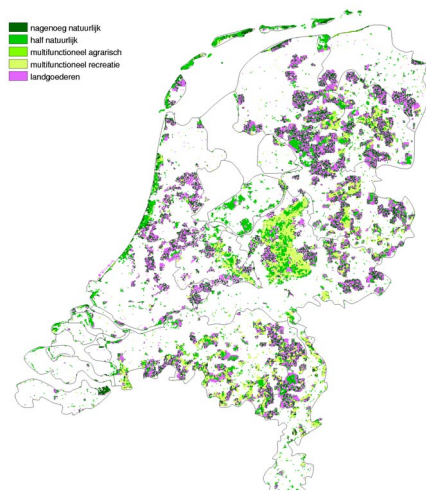 nagenoeg natuurlijk
half natuurlijk
multifunctioneel agrarisch
multifunctioneel recreatie
landgoederen